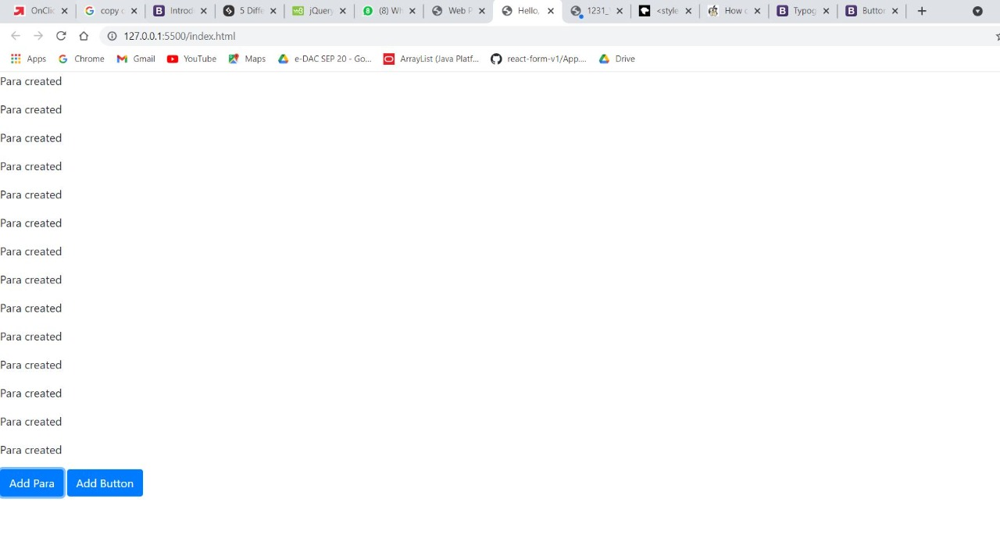 OnClic copy c Introd 5 Diffe jQuery (8) Wh Web P Hello, 1231_ <style How c Typog Button
127.0.0.1:5500/index.html
Apps Chrome Gmail YouTube Maps e-DAC SEP 20 - Go... ArrayList (Java Platf... react-form-v1/App.... Drive
Para created
Para created
Para created
Para created
Para created
Para created
Para created
Para created
Para created
Para created
Para created
Para created
Para created
Para created
Add Para Add Button